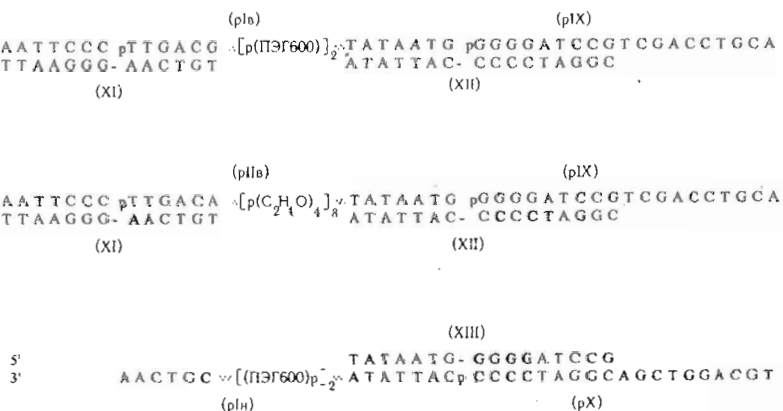 (pIв) (pIX)
AATTCCC pTTGACG [p(ПЭГ600)]2 TATAATG pGGGGATCCGTCGACCTGCA
TTAAGGG- AACTGT ATATTAC- CCCCTAGGC
(XI) (XII)
(pIIв) (pIX)
AATTCCC pTTGACA [p(C2H4O)4]8 TATAATG pGGGGATCCGTCGACCTGCA
TTAAGGG- AACTGT ATATTAC- CCCCTAGGC
(XI) (XII)
(XIII)
5' TATAATG- GGGGATCCG
3' AACTGC [(ПЭГ600)p-2 ATATTACp CCCCTAGGCAGCTGGACGT
(pIн) (pX)